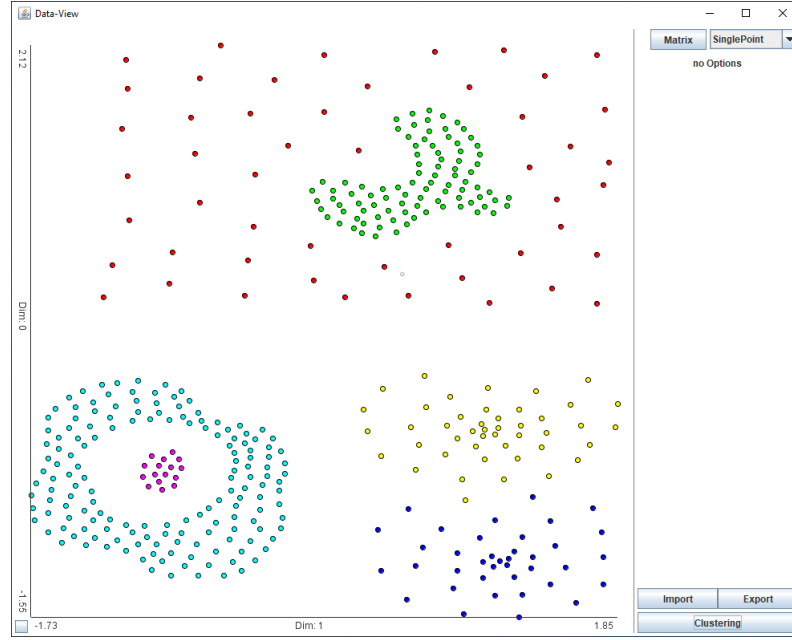 Data-View
2.12
Matrix
SinglePoint
no Options
Dim: 0
-1.55
-1.73
Dim: 1
1.85
Import
Export
Clustering